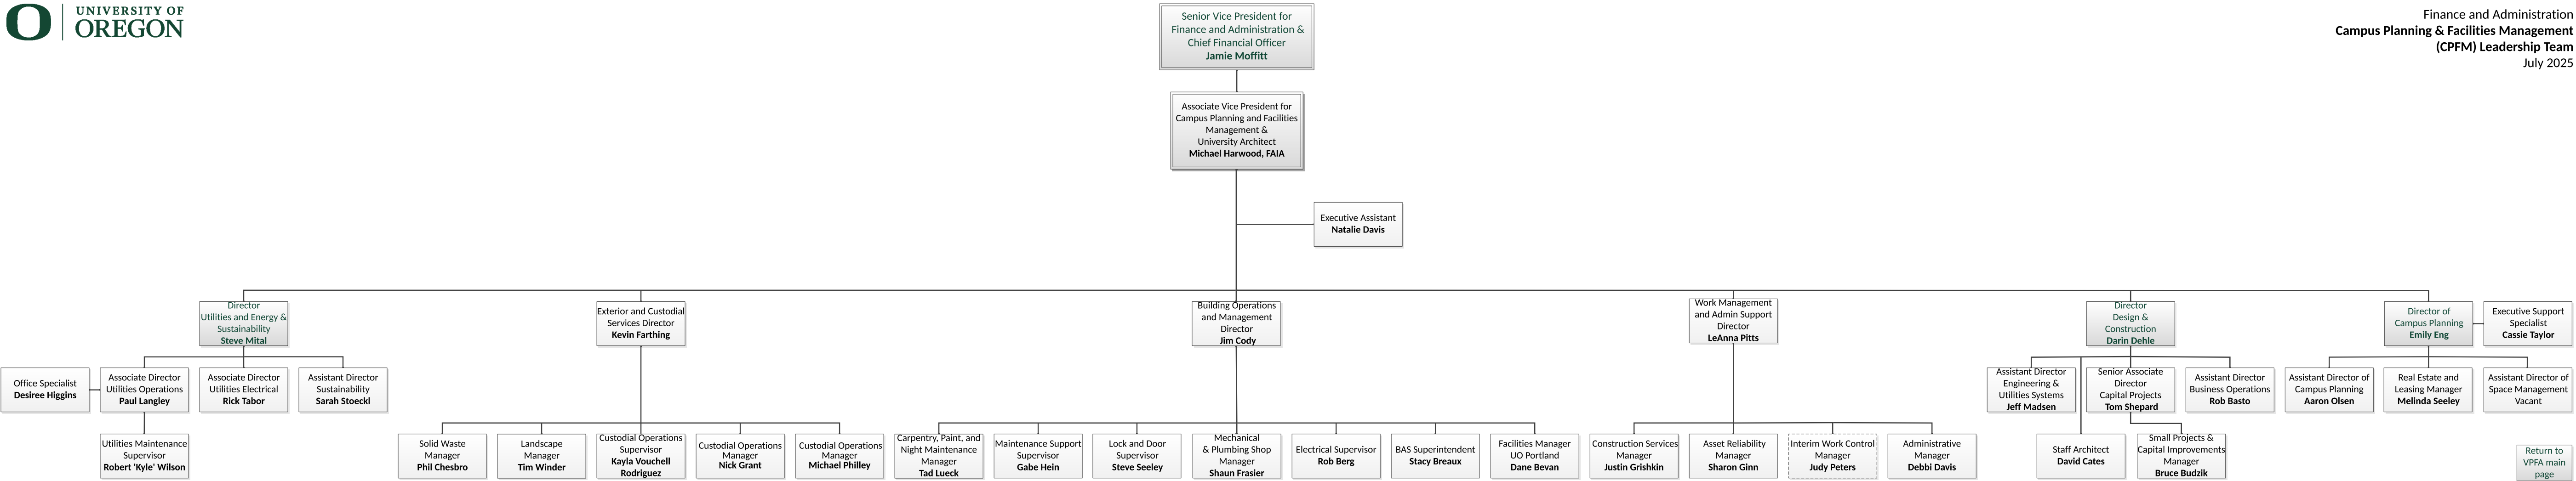 UNIVERSITY OF
OREGON
Finance and Administration
Campus Planning & Facilities Management
(CPFM) Leadership Team
July 2025
Senior Vice President for
Finance and Administration &
Chief Financial Officer
Jamie Moffitt
Associate Vice President for
Campus Planning and Facilities
Management &
University Architect
Michael Harwood, FAIA
Executive Assistant
Natalie Davis
Director
Utilities and Energy &
Sustainability
Steve Mital
Exterior and Custodial
Services Director
Kevin Farthing
Building Operations
and Management
Director
Jim Cody
Work Management
and Admin Support
Director
LeAnna Pitts
Director
Design &
Construction
Darin Dehle
Director of
Campus Planning
Emily Eng
Executive Support
Specialist
Cassie Taylor
Office Specialist
Desiree Higgins
Associate Director
Utilities Operations
Paul Langley
Associate Director
Utilities Electrical
Rick Tabor
Assistant Director
Sustainability
Sarah Stoeckl
Assistant Director
Engineering &
Utilities Systems
Jeff Madsen
Senior Associate
Director
Capital Projects
Tom Shepard
Assistant Director
Business Operations
Rob Basto
Assistant Director of
Campus Planning
Aaron Olsen
Real Estate and
Leasing Manager
Melinda Seeley
Assistant Director of
Space Management
Vacant
Utilities Maintenance
Supervisor
Robert 'Kyle' Wilson
Solid Waste
Manager
Phil Chesbro
Landscape
Manager
Tim Winder
Custodial Operations
Supervisor
Kayla Vouchell
Rodriguez
Custodial Operations
Manager
Nick Grant
Custodial Operations
Manager
Michael Philley
Carpentry, Paint, and
Night Maintenance
Manager
Tad Lueck
Maintenance Support
Supervisor
Gabe Hein
Lock and Door
Supervisor
Steve Seeley
Mechanical
& Plumbing Shop
Manager
Shaun Frasier
Electrical Supervisor
Rob Berg
BAS Superintendent
Stacy Breaux
Facilities Manager
UO Portland
Dane Bevan
Construction Services
Manager
Justin Grishkin
Asset Reliability
Manager
Sharon Ginn
Interim Work Control
Manager
Judy Peters
Administrative
Manager
Debbi Davis
Staff Architect
David Cates
Small Projects &
Capital Improvements
Manager
Bruce Budzik
Return to
VPFA main
page